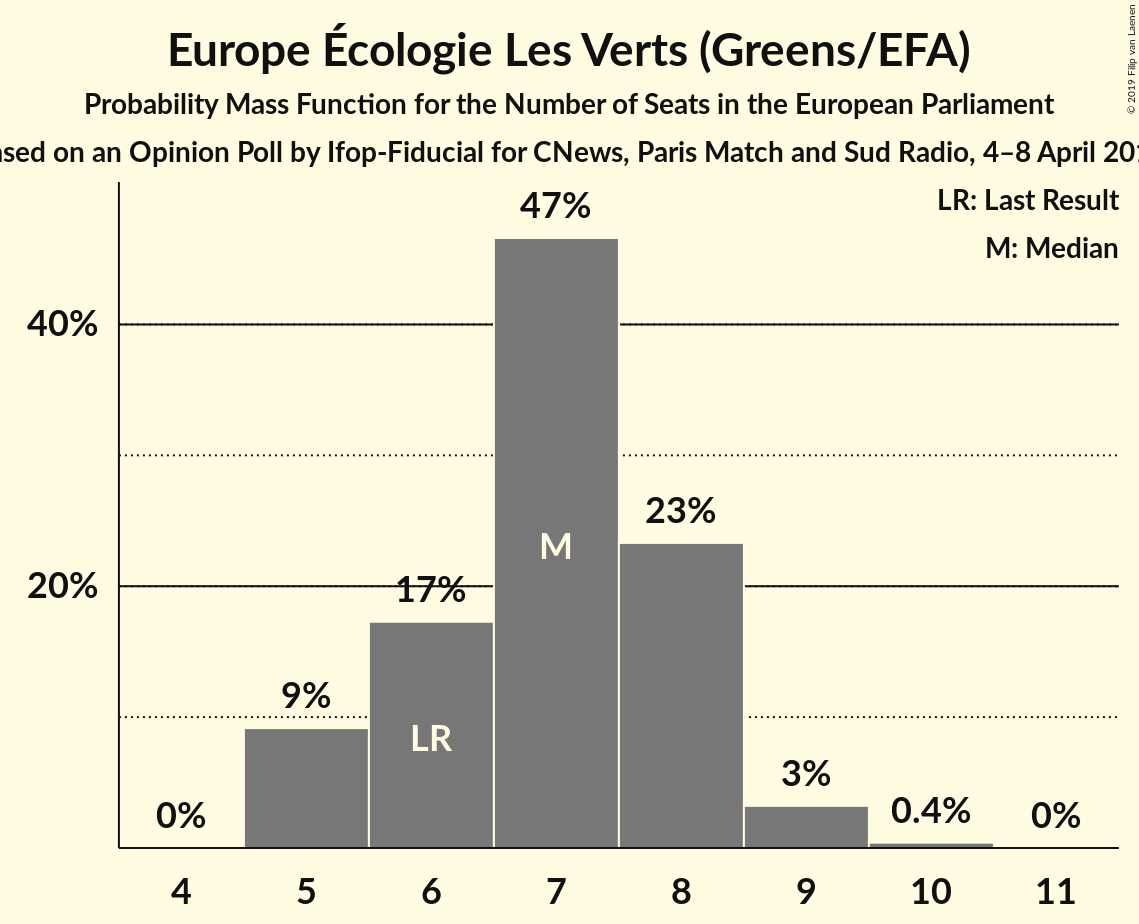 Europe Écologie Les Verts (Greens/EFA)
Probability Mass Function for the Number of Seats in the European Parliament
on an Opinion Poll by Ifop-Fiducial for CNews, Paris Match and Sud Radio, 4–8 April
© 2019 Filip van Laenen
LR: Last Result
M: Median
40%
20%
0%
9%
17%
47%
23%
3%
0.4%
0%
LR
M
4 5 6 7 8 9 10 11